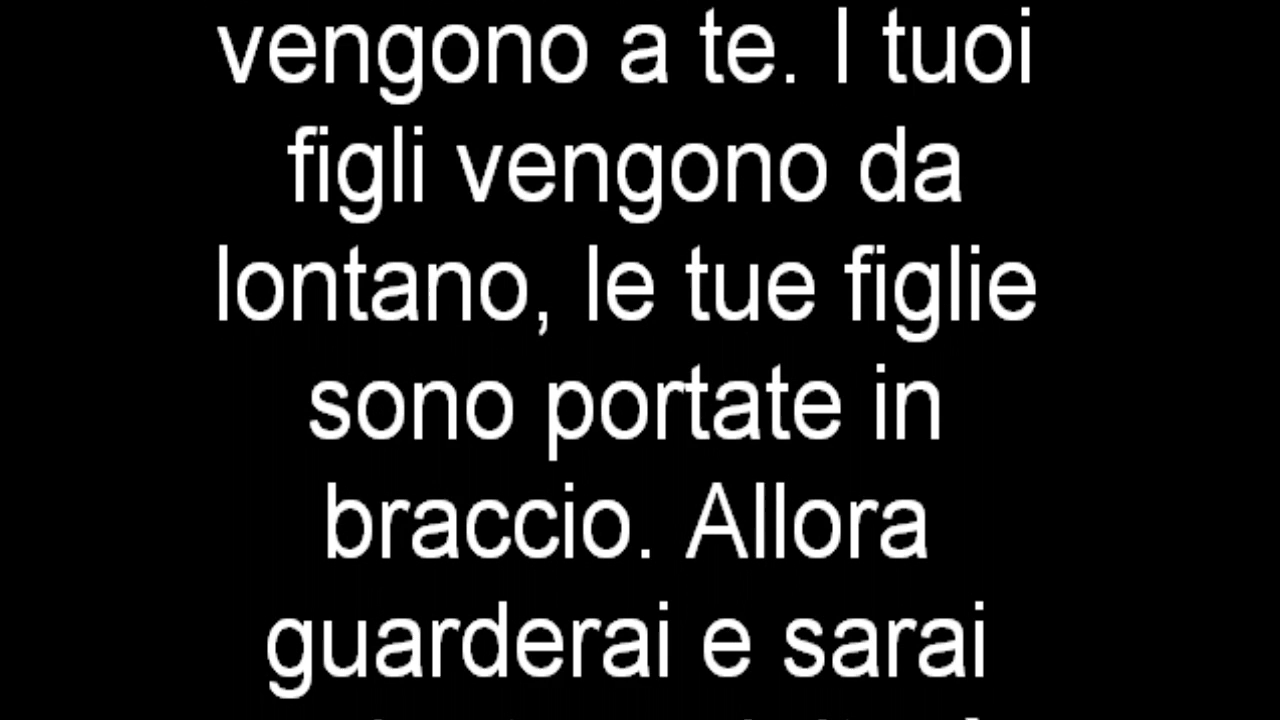 vengono a te. I tuoi
figli vengono da
lontano, le tue figlie
sono portate in
braccio. Allora
guarderai e sarai